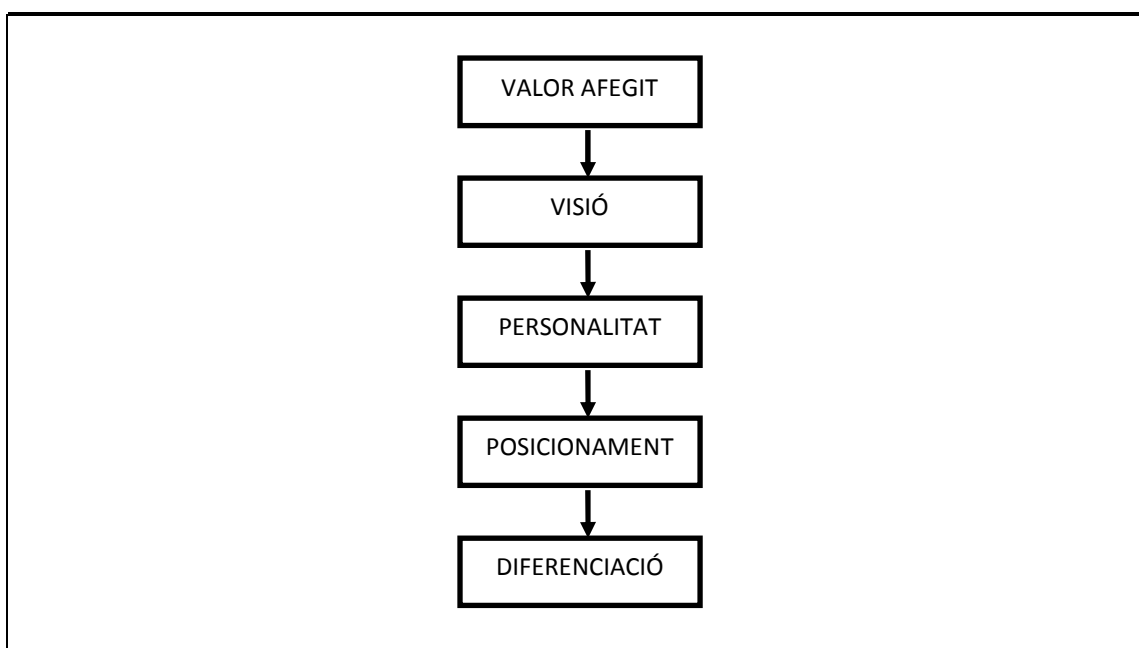 VALOR AFEGIT
VISIÓ
PERSONALITAT
POSICIONAMENT
DIFERENCIACIÓ